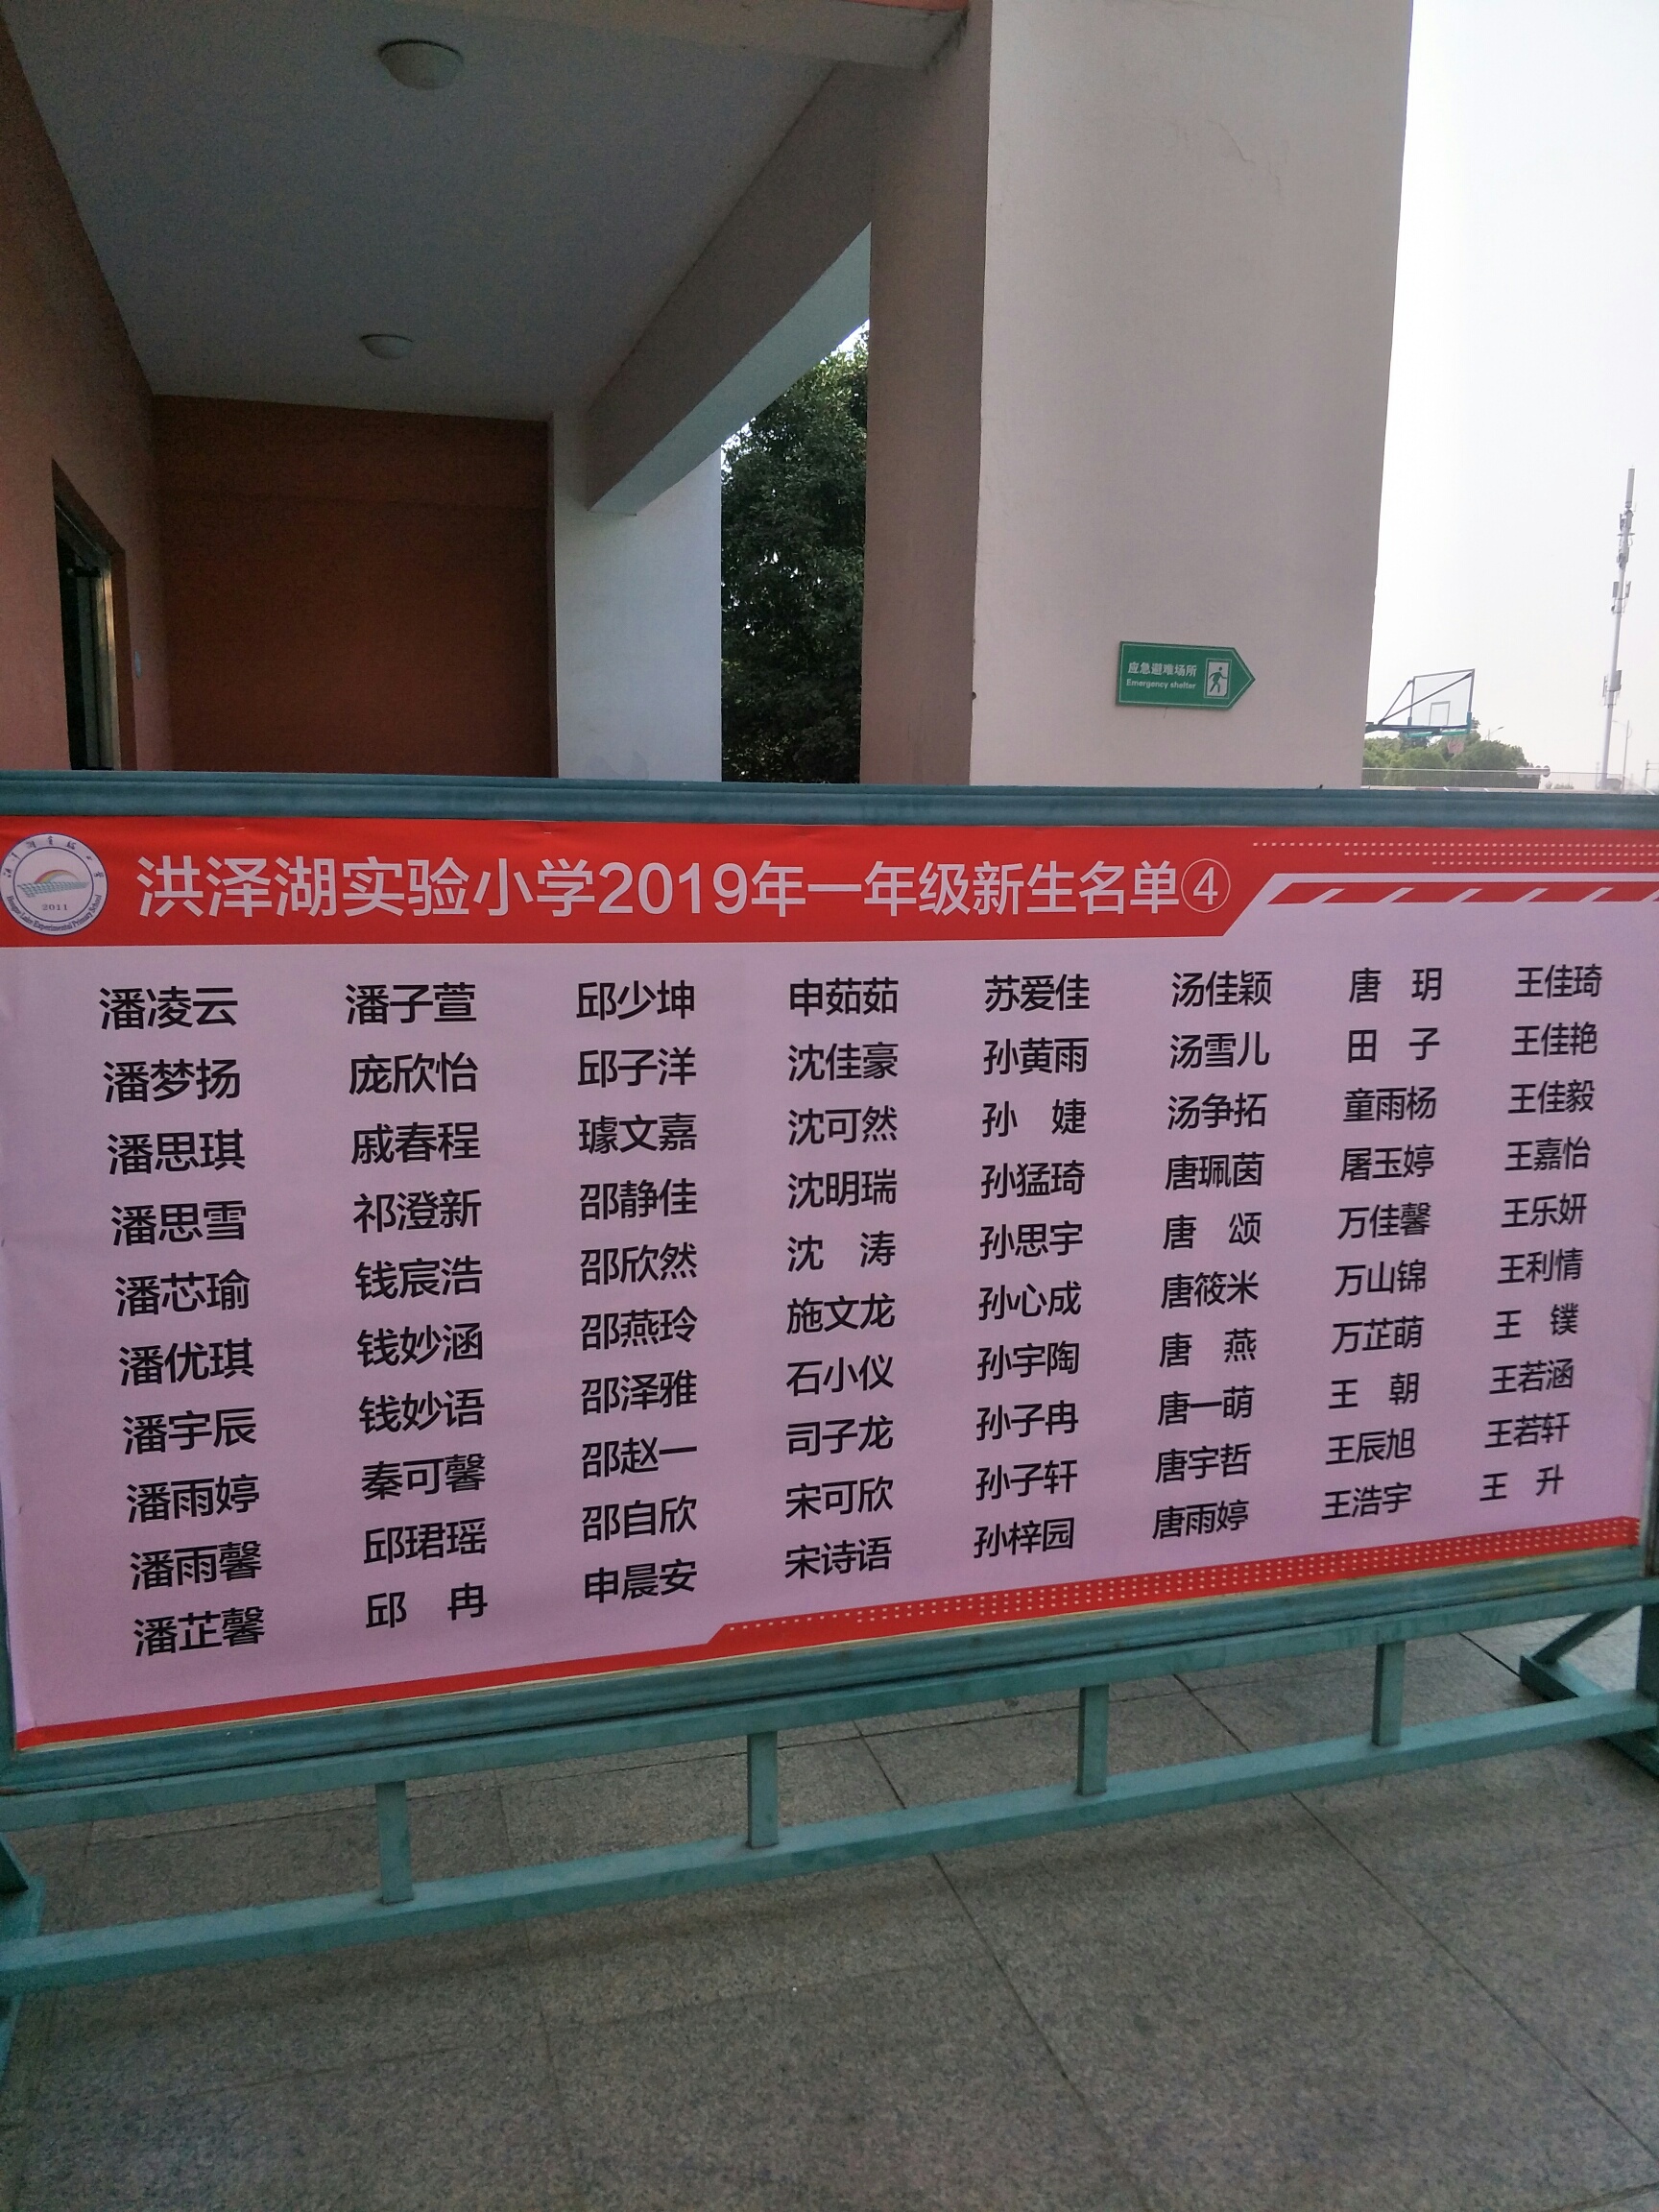 应急避难场所
Emergency shelter
2011
Hongze Lake Experimental Primary School
洪泽湖实验小学2019年一年级新生名单④
潘凌云 潘子萱 邱少坤 申茹茹 苏爱佳 汤佳颖 唐 玥 王佳琦
潘梦扬 庞欣怡 邱子洋 沈佳豪 孙黄雨 汤雪儿 田 子 王佳艳
潘思琪 戚春程 璩文嘉 沈可然 孙 婕 汤争拓 童雨杨 王佳毅
潘思雪 祁澄新 邵静佳 沈明瑞 孙猛琦 唐珮茵 屠玉婷 王嘉怡
潘芯瑜 钱宸浩 邵欣然 沈 涛 孙思宇 唐 颂 万佳馨 王乐妍
潘优琪 钱妙涵 邵燕玲 施文龙 孙心成 唐筱米 万山锦 王利情
潘宇辰 钱妙语 邵泽雅 石小仪 孙宇陶 唐 燕 万芷萌 王 镤
潘雨婷 秦可馨 邵赵一 司子龙 孙子冉 唐一萌 王 朝 王若涵
潘雨馨 邱珺瑶 邵自欣 宋可欣 孙子轩 唐宇哲 王辰旭 王若轩
潘芷馨 邱 冉 申晨安 宋诗语 孙梓园 唐雨婷 王浩宇 王 升